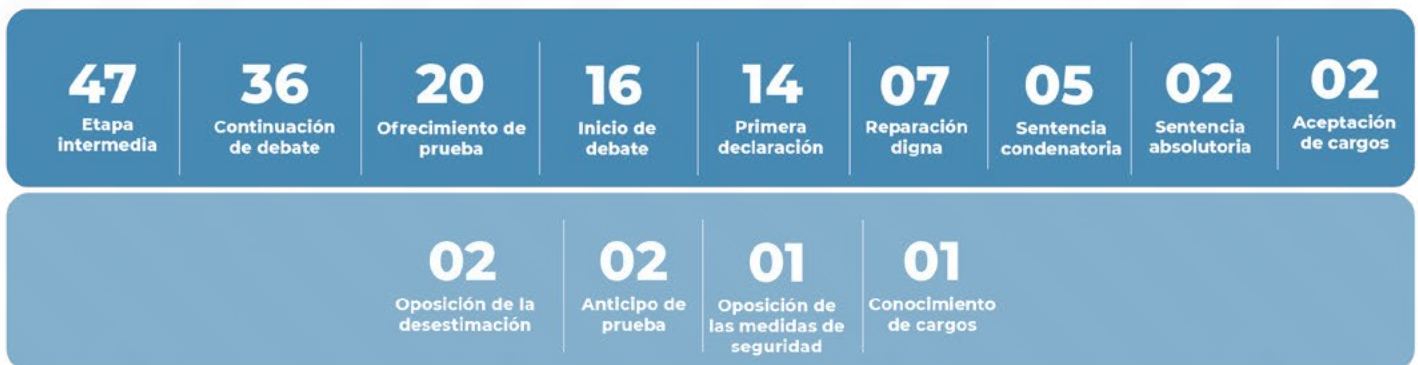 47
Etapa
intermedia
36
Continuación
de debate
20
Ofrecimiento de
prueba
16
Inicio de
debate
14
Primera
declaración
07
Reparación
digna
05
Sentencia
condenatoria
02
Sentencia
absolutoria
02
Aceptación
de cargos
02
Oposición de la
desestimación
02
Anticipo de
prueba
01
Oposición de
las medidas de
seguridad
01
Conocimiento
de cargos